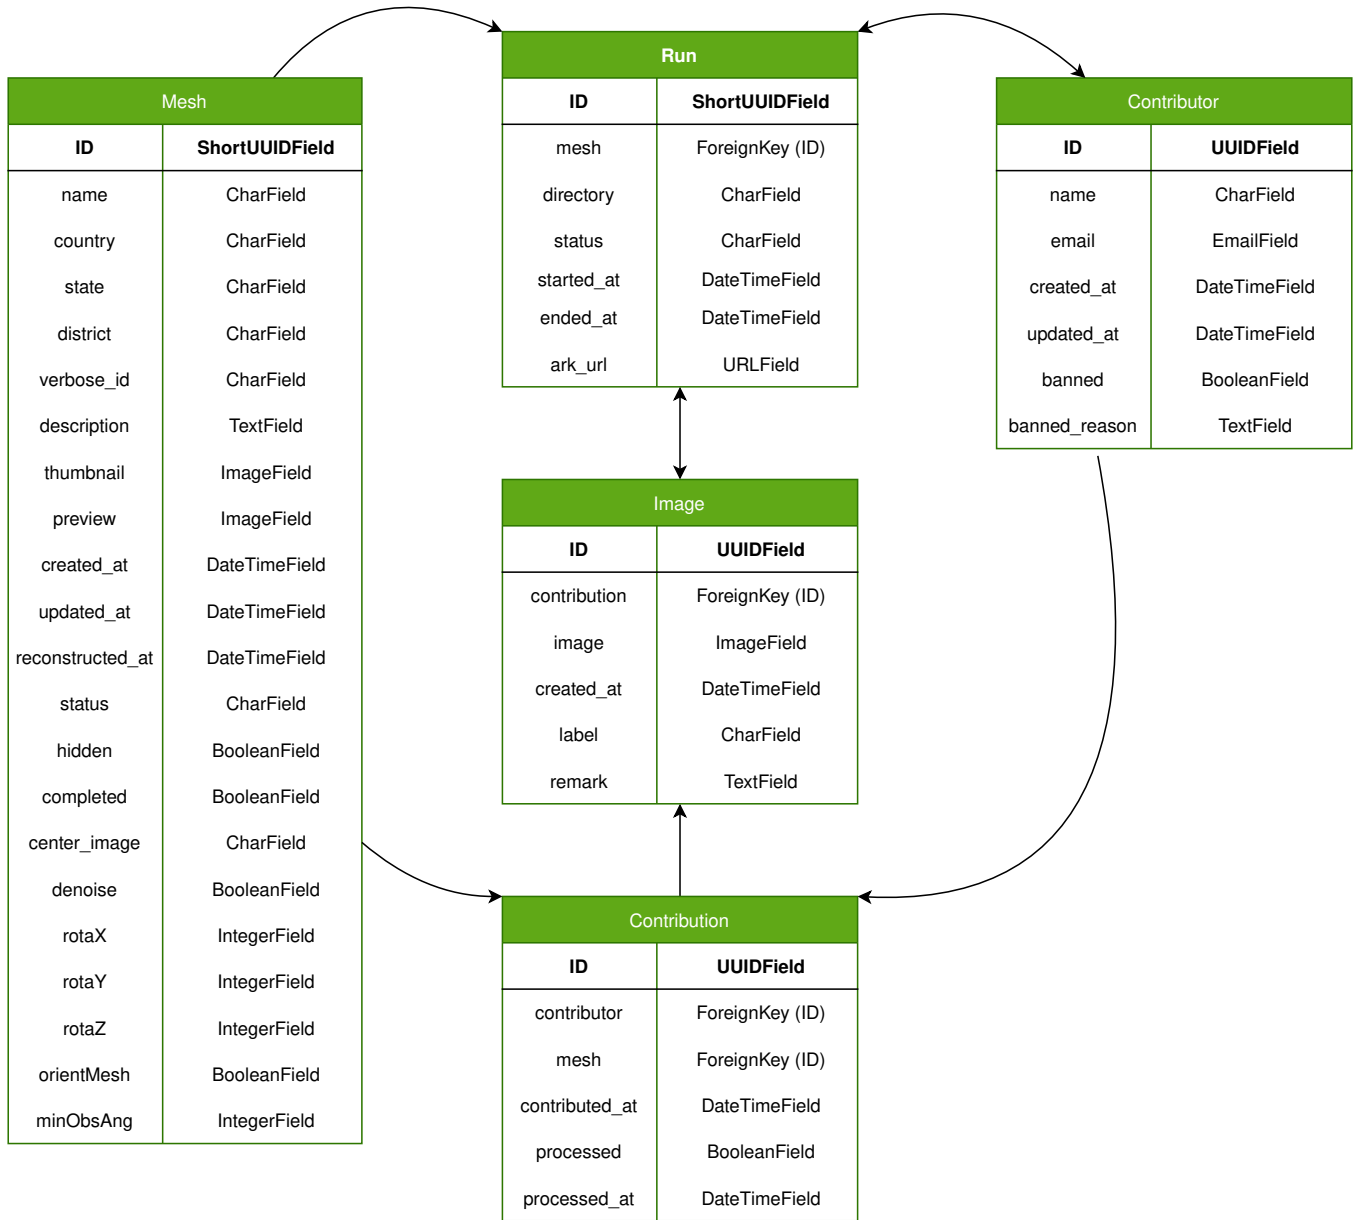 Mesh
ID ShortUUIDField
name CharField
country CharField
state CharField
district CharField
verbose_id CharField
description TextField
thumbnail ImageField
preview ImageField
created_at DateTimeField
updated_at DateTimeField
reconstructed_at DateTimeField
status CharField
hidden BooleanField
completed BooleanField
center_image CharField
denoise BooleanField
rotaX IntegerField
rotaY IntegerField
rotaZ IntegerField
orientMesh BooleanField
minObsAng IntegerField
Run
ID ShortUUIDField
mesh ForeignKey (ID)
directory CharField
status CharField
started_at DateTimeField
ended_at DateTimeField
ark_url URLField
Image
ID UUIDField
contribution ForeignKey (ID)
image ImageField
created_at DateTimeField
label CharField
remark TextField
Contribution
ID UUIDField
contributor ForeignKey (ID)
mesh ForeignKey (ID)
contributed_at DateTimeField
processed BooleanField
processed_at DateTimeField
Contributor
ID UUIDField
name CharField
email EmailField
created_at DateTimeField
updated_at DateTimeField
banned BooleanField
banned_reason TextField